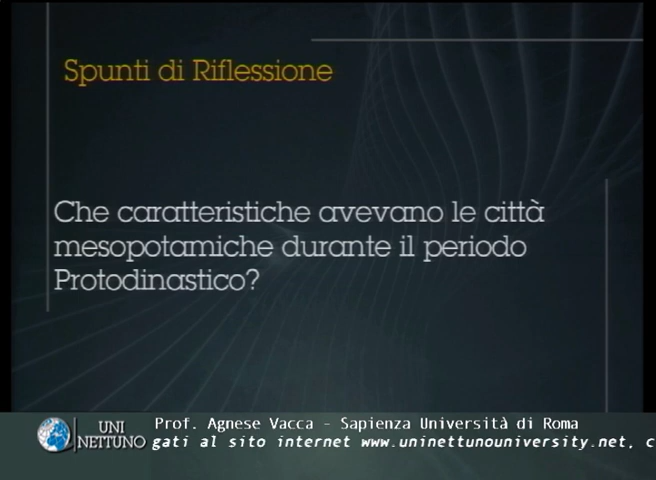 Spunti di Riflessione
Che caratteristiche avevano le città
mesopotamiche durante il periodo
Protodinastico?
UNI
NETTUNO
Prof. Agnese Vacca - Sapienza Università di Roma
gati al sito internet www.uninettunouniversity.net, c